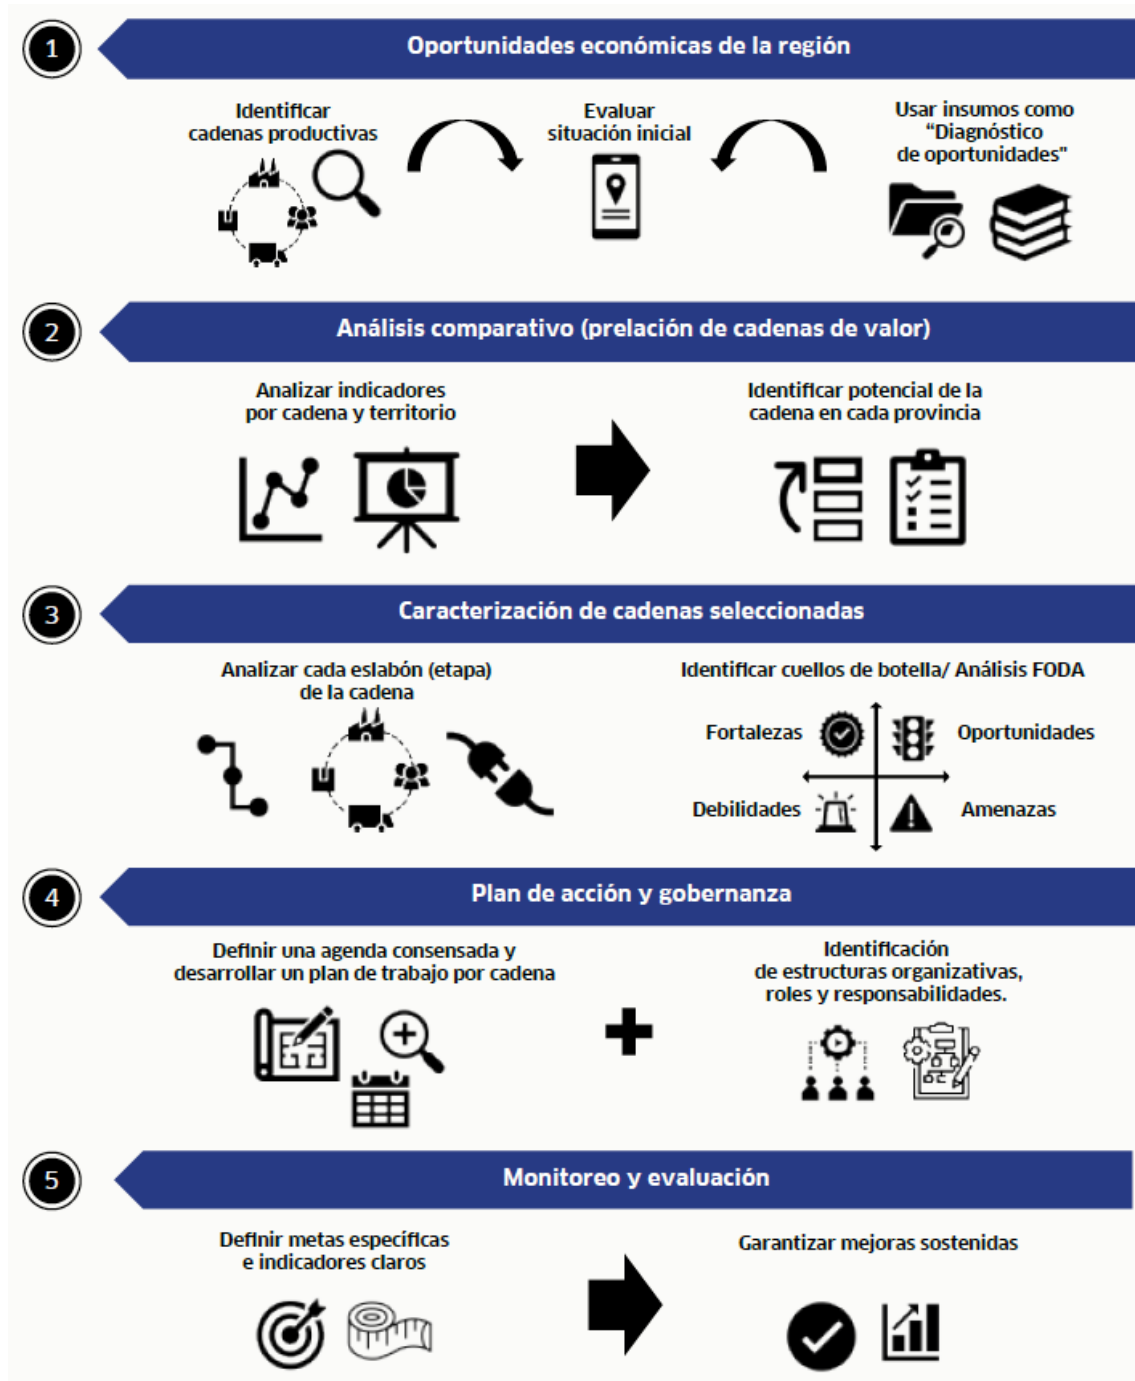 1
Oportunidades económicas de la región
Identificar
cadenas productivas
Evaluar
situación inicial
Usar insumos como
“Diagnóstico
de oportunidades"
2
Análisis comparativo (prelación de cadenas de valor)
Analizar indicadores
por cadena y territorio
Identificar potencial de la
cadena en cada provincia
3
Caracterización de cadenas seleccionadas
Analizar cada eslabón (etapa)
de la cadena
Identificar cuellos de botella/ Análisis FODA
Fortalezas
Oportunidades
Debilidades
Amenazas
4
Plan de acción y gobernanza
Definir una agenda consensada y
desarrollar un plan de trabajo por cadena
Identificación
de estructuras organizativas,
roles y responsabilidades.
5
Monitoreo y evaluación
Definir metas específicas
e indicadores claros
Garantizar mejoras sostenidas